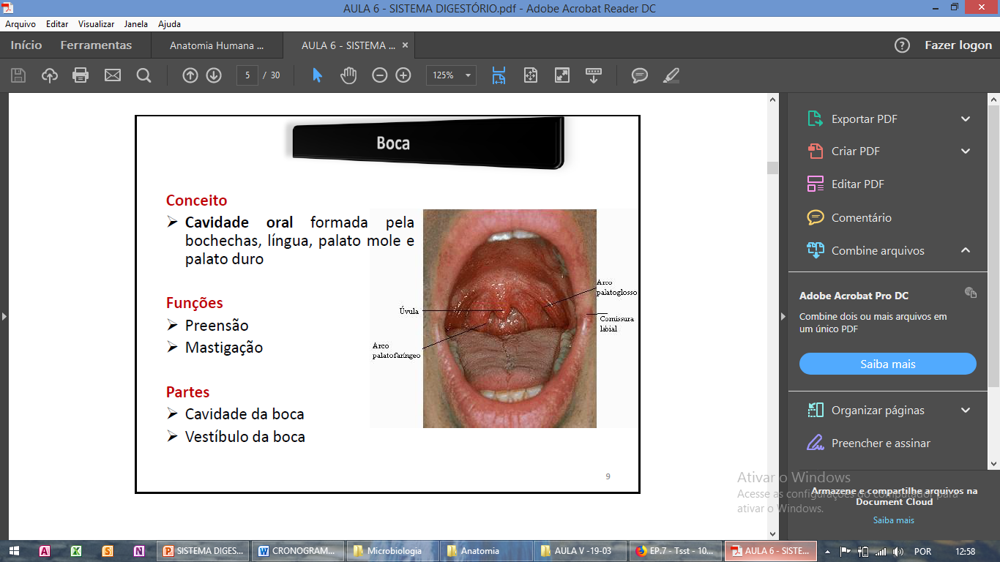 AULA 6 - SISTEMA DIGESTÓRIO.pdf - Adobe Acrobat Reader DC
Arquivo Editar Visualizar Janela Ajuda
Início Ferramentas Anatomia Humana ... AULA 6 - SISTEMA ... × ? Fazer logon
5 / 30 125%
Boca
Conceito
Cavidade oral formada pela
bochechas, língua, palato mole e
palato duro
Funções
Preensão
Mastigação
Partes
Cavidade da boca
Vestíbulo da boca
Arco
palatoglosso
Úvula
Comissura
labial
Arco
palatofaríngeo
9
Exportar PDF
Criar PDF
Editar PDF
Comentário
Combine arquivos
Adobe Acrobat Pro DC
Combine dois ou mais arquivos em
um único PDF
Saiba mais
Organizar páginas
Preencher e assinar
Ativar o Windows
Acesse as configurações do computador para
ativar o Windows.
Armazene e compartilhe arquivos na
Document Cloud
Saiba mais
SISTEMA DIGES... CRONOGRAM... Microbiologia Anatomia AULA V -19-03 EP.7 - Tsst - 10... AULA 6 - SISTE... POR 12:58